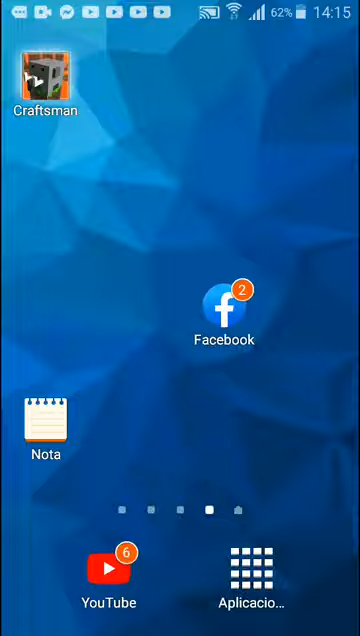 62% 14:15
Craftsman
2
Facebook
Nota
6
YouTube
Aplicacio...